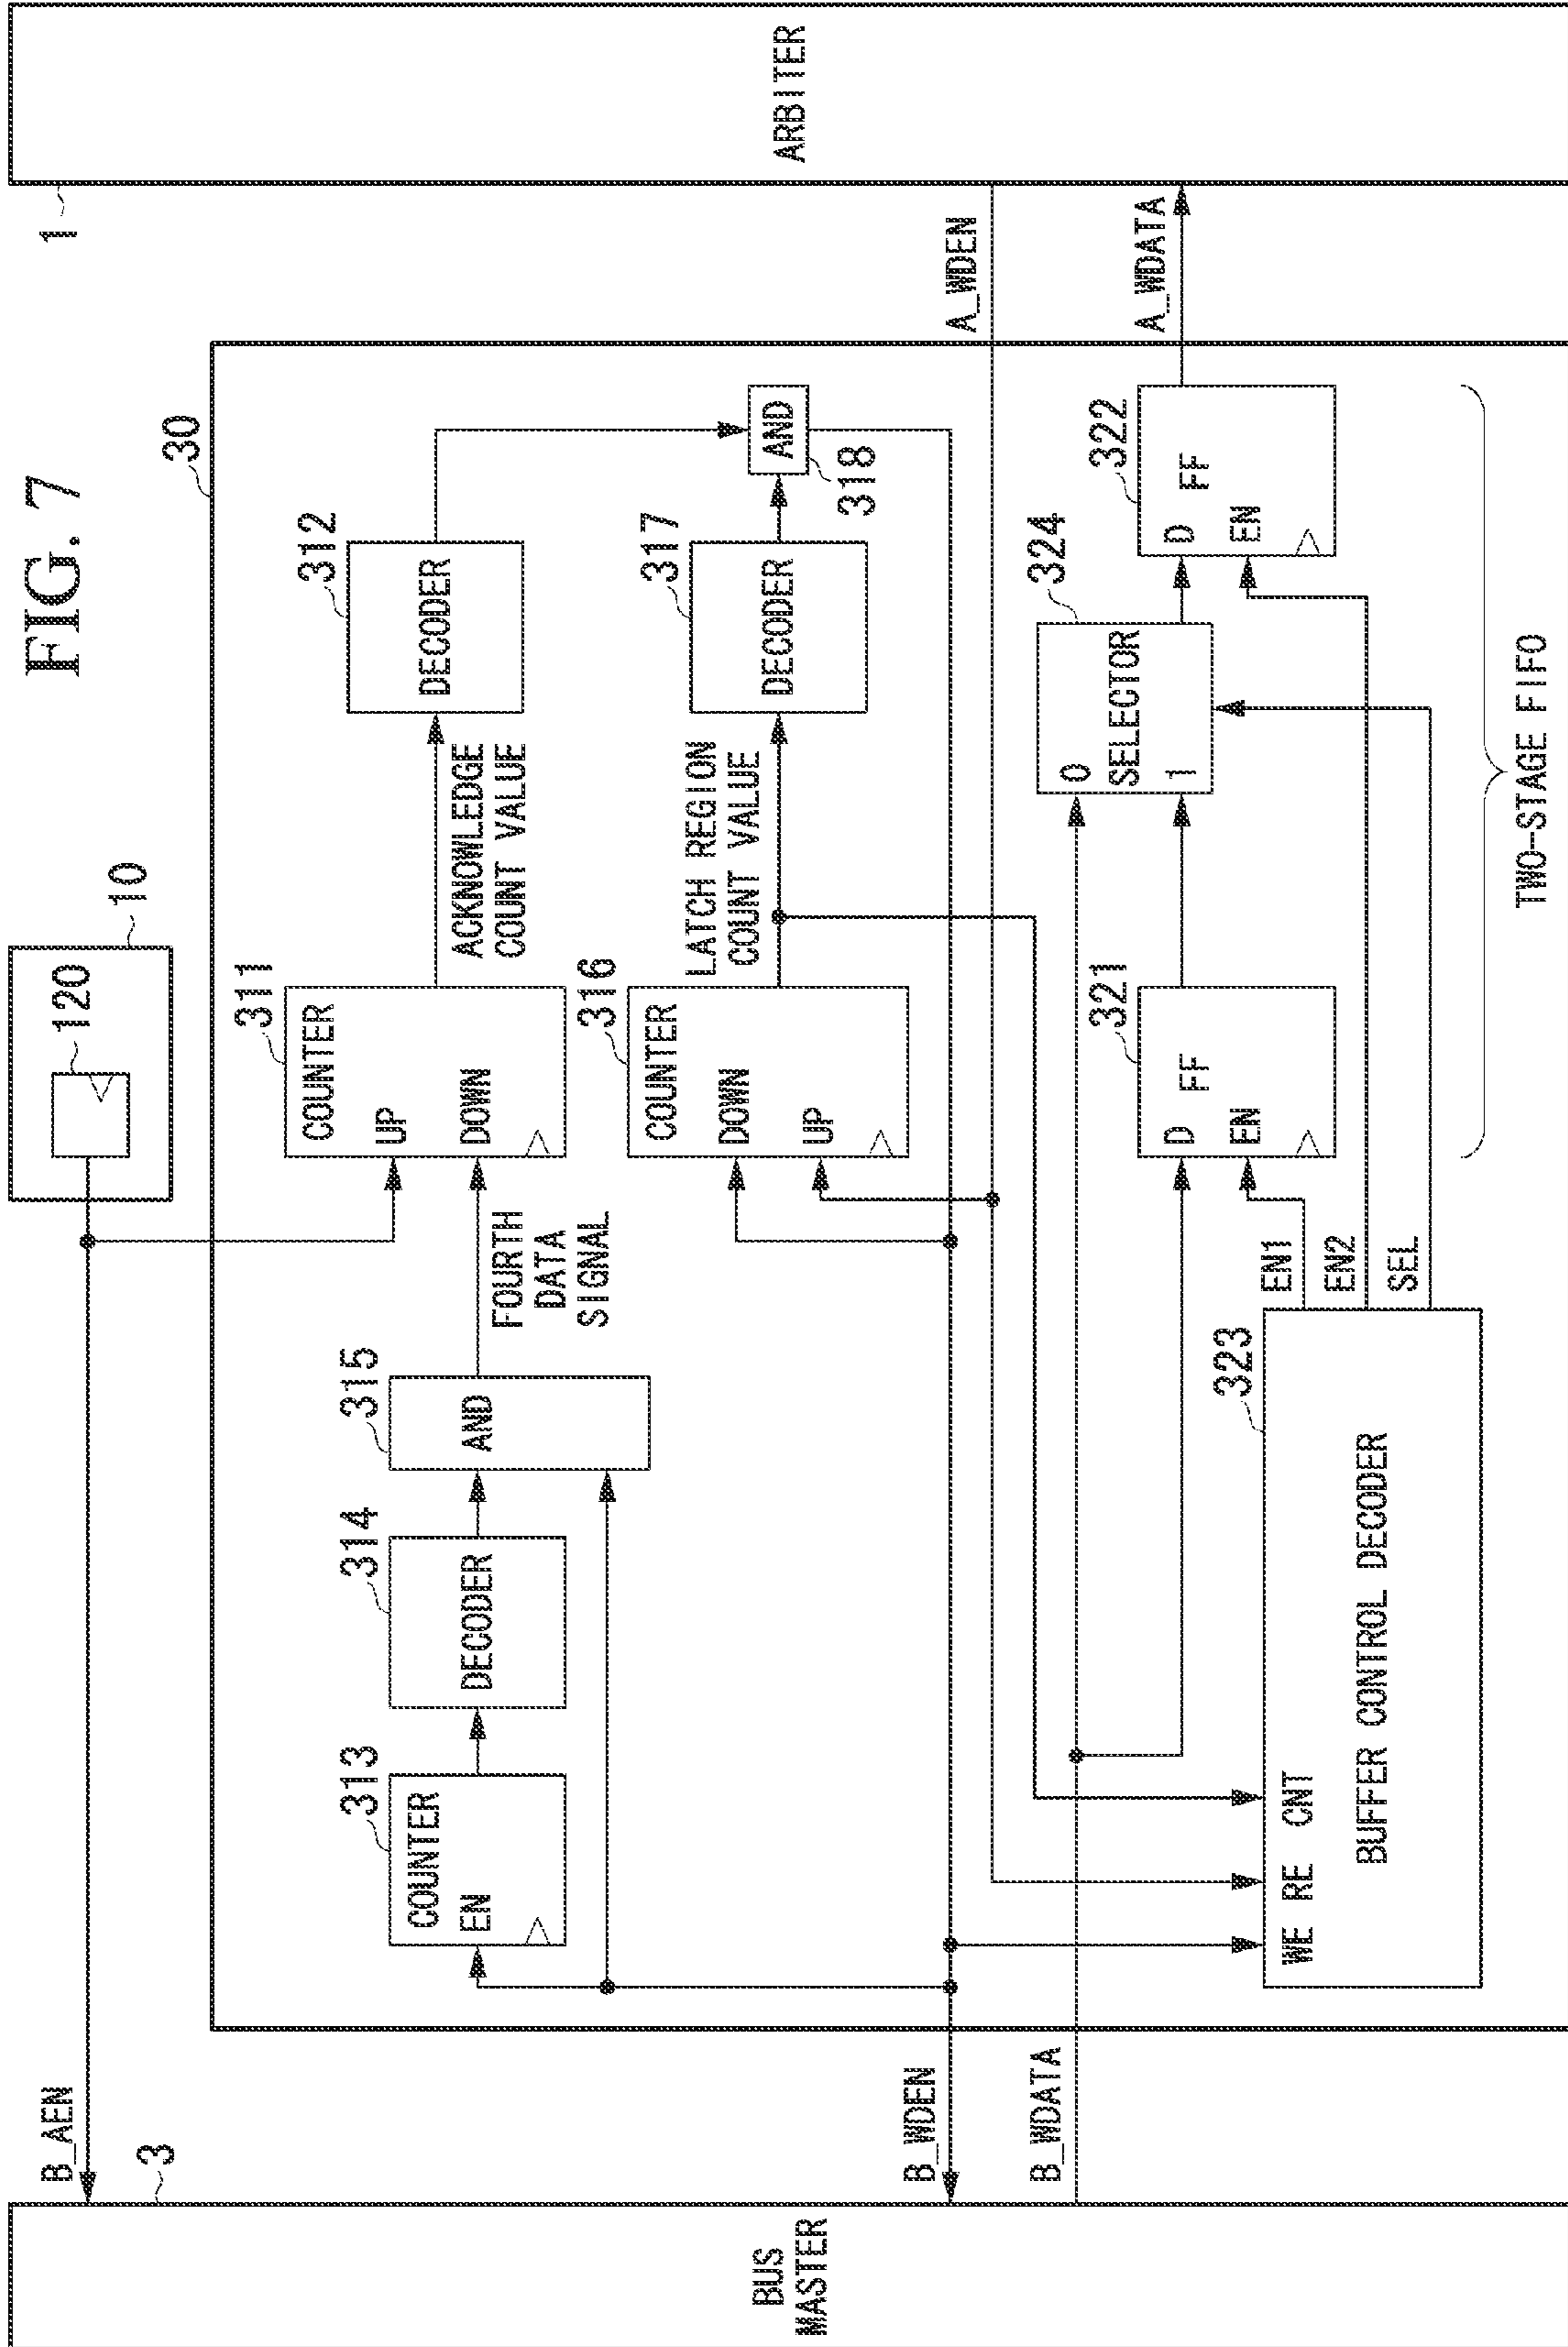 FIG. 7
10
120
B_AEN
3
BUS
MASTER
1
ARBITER
30
313
COUNTER
EN
314
DECODER
315
AND
FOURTH
DATA
SIGNAL
311
COUNTER
UP
DOWN
ACKNOWLEDGE
COUNT VALUE
312
DECODER
316
COUNTER
DOWN
UP
LATCH REGION
COUNT VALUE
317
DECODER
AND
318
B_WDEN
A_WDEN
B_WDATA
A_WDATA
321
D
FF
EN
324
0
SELECTOR
1
322
D
FF
EN
323
WE RE CNT
BUFFER CONTROL DECODER
EN1
EN2
SEL
TWO-STAGE FIFO